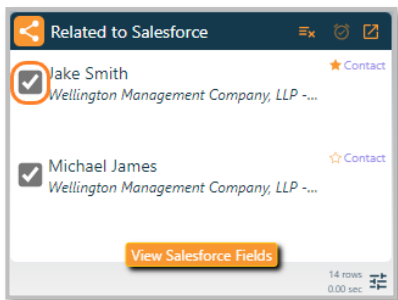 Related to Salesforce
Jake Smith
Contact
Wellington Management Company, LLP -...
Michael James
Contact
Wellington Management Company, LLP -...
View Salesforce Fields
14 rows
0.00 sec